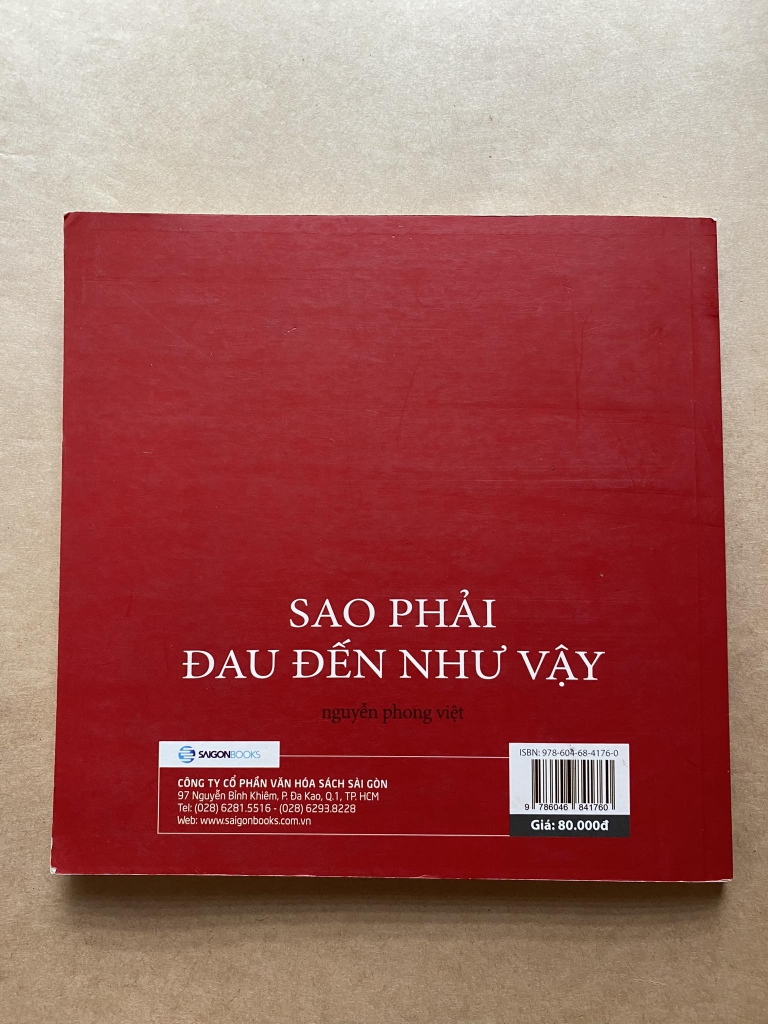 SAO PHẢI
ĐAU ĐẾN NHƯ VẬY
nguyễn phong việt
SAIGONBOOKS
CÔNG TY CỔ PHẦN VĂN HÓA SÁCH SÀI GÒN
97 Nguyễn Bỉnh Khiêm, P. Đa Kao, Q.1, TP. HCM
Tel: (028) 6281.5516 - (028) 6293.8228
Web: www.saigonbooks.com.vn
ISBN: 978-604-68-4176-0
9 786046 841760
Giá: 80.000đ